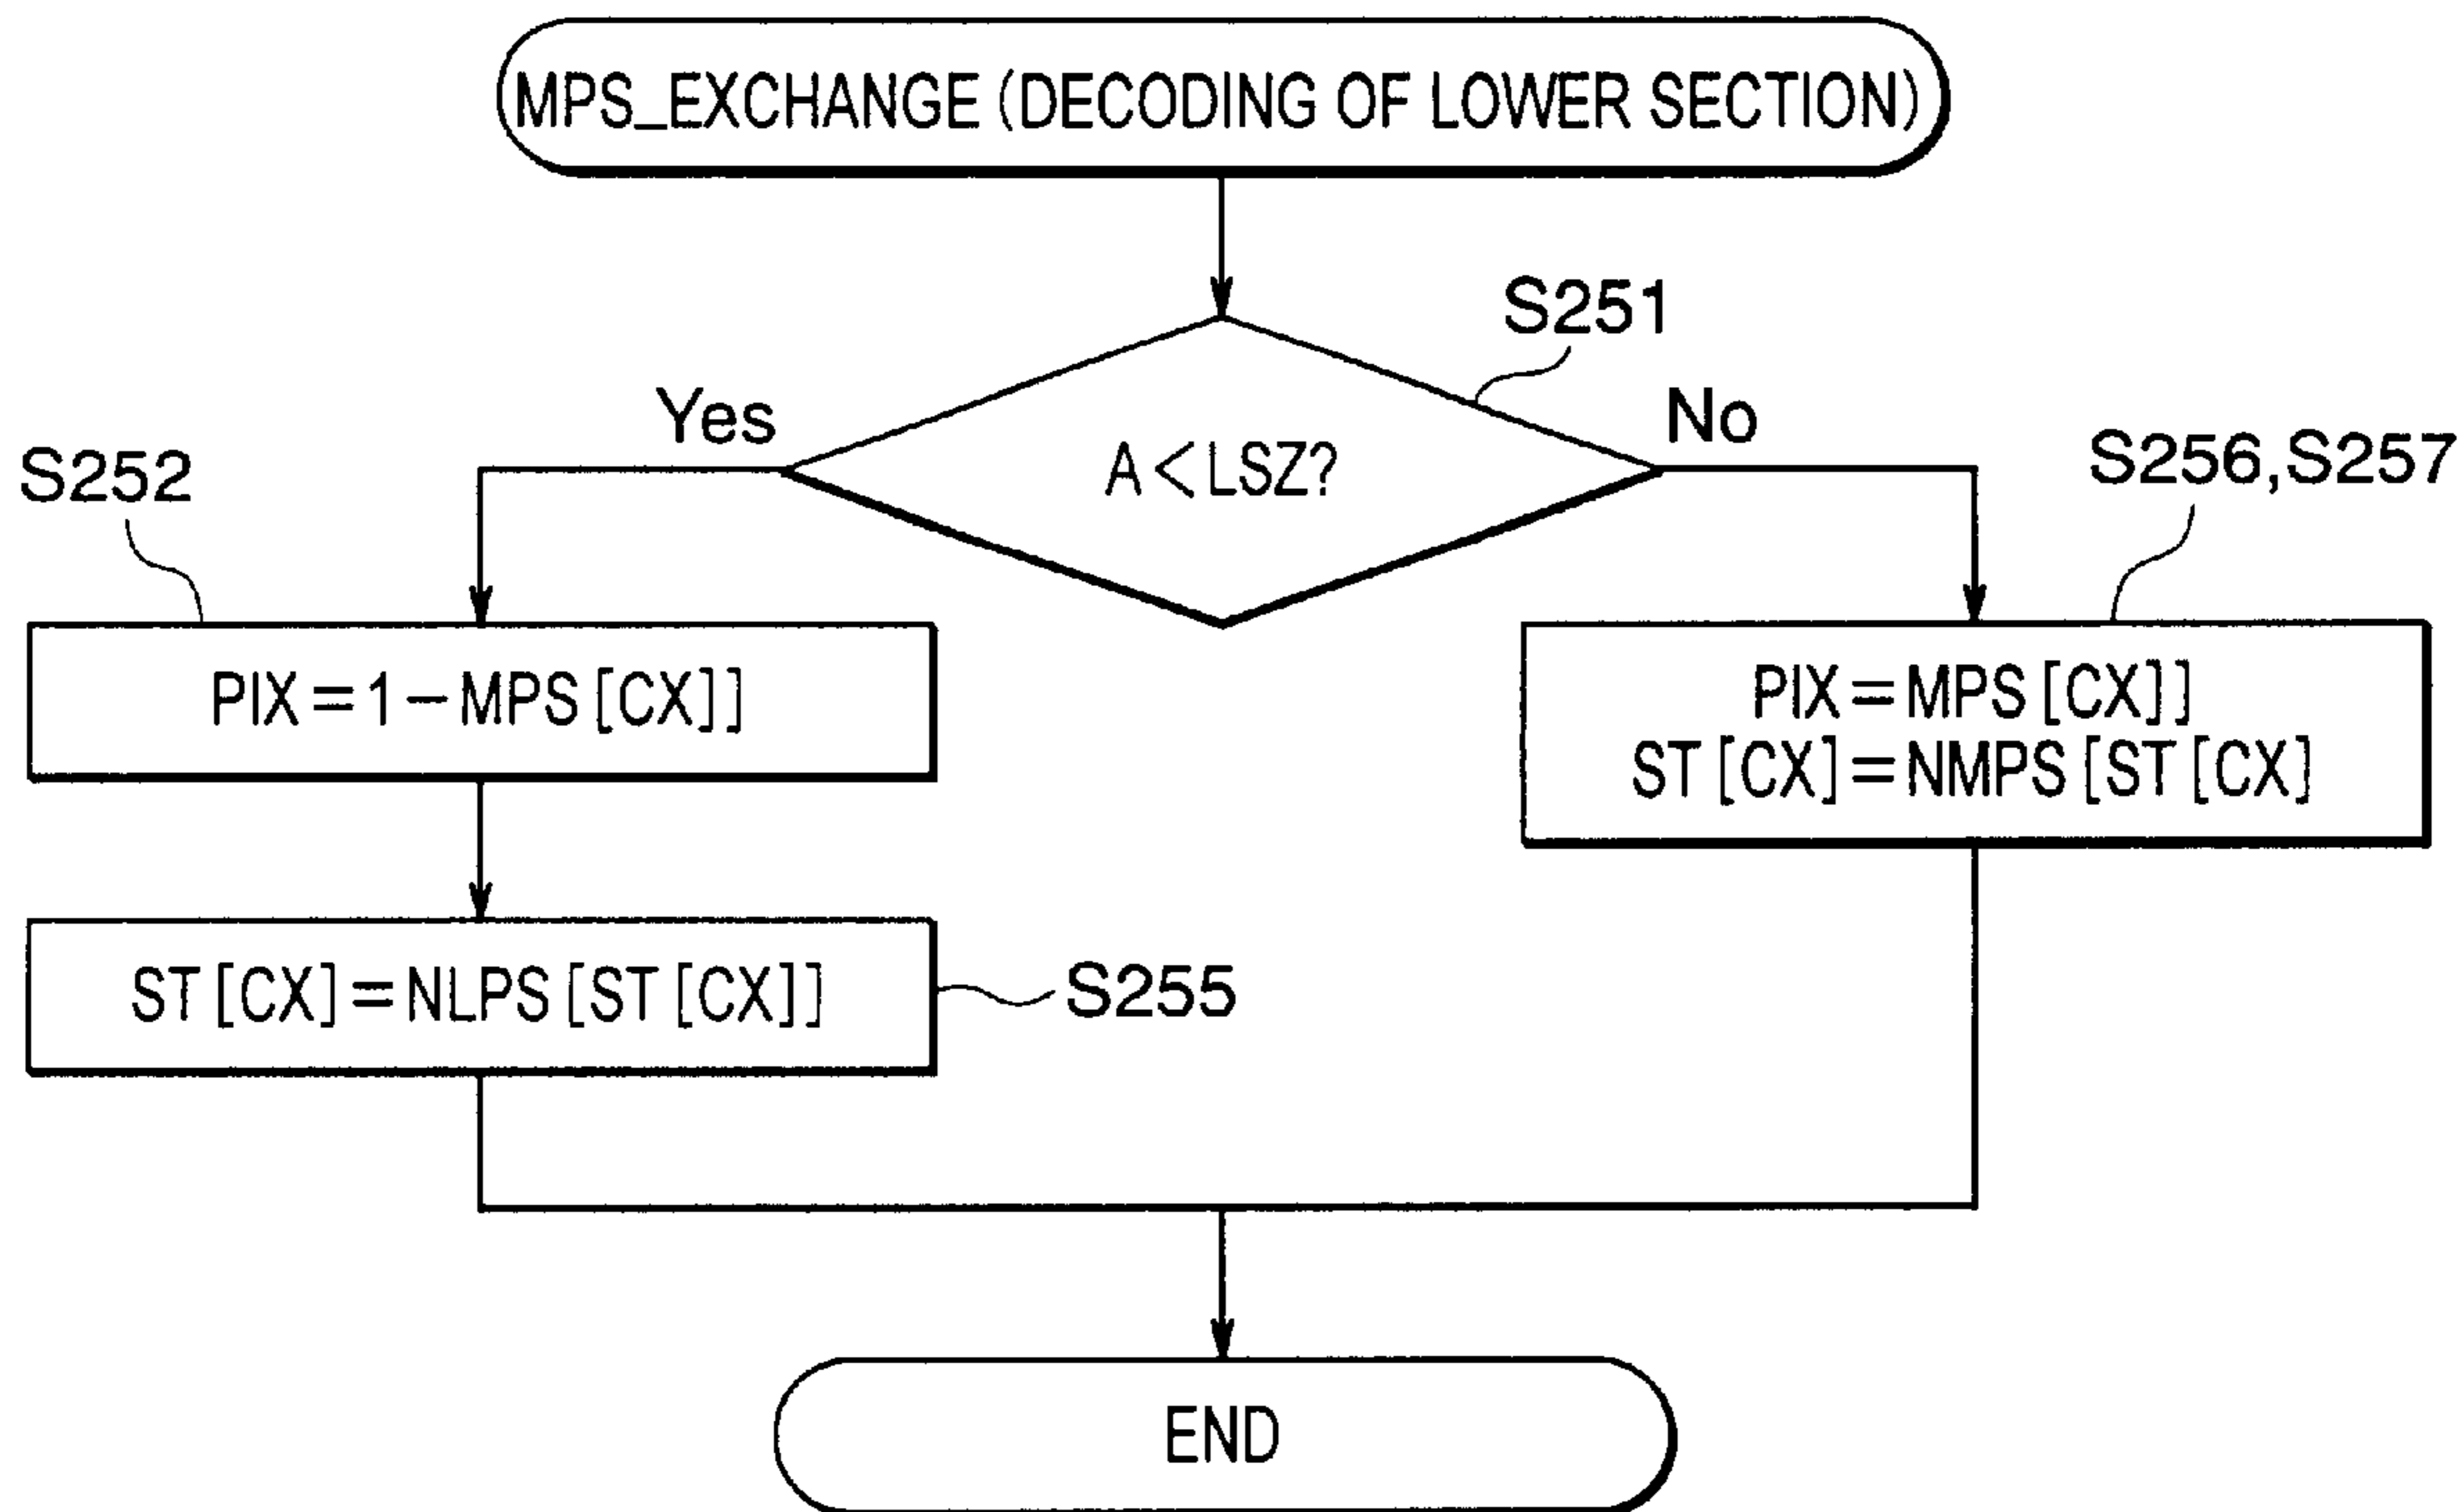 MPS_EXCHANGE (DECODING OF LOWER SECTION)
S251
Yes
No
A<LSZ?
S252
S256,S257
PIX=1-MPS[CX]]
PIX=MPS[CX]]
ST[CX]=NMPS[ST[CX]
ST[CX]=NLPS[ST[CX]]
S255
END